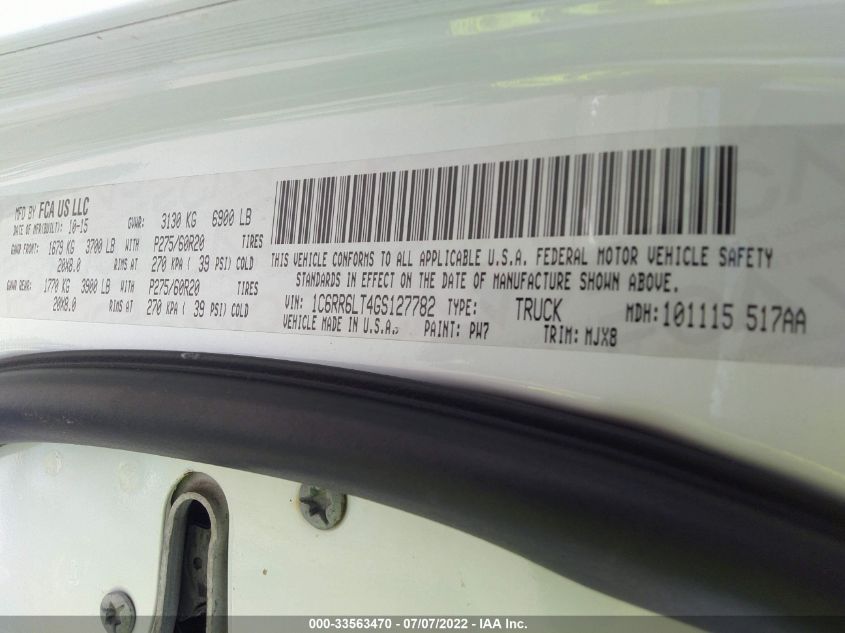 MFD BY FCA US LLC
DATE OF MFR(BUILT): 10-15 GVWR: 3130 KG 6900 LB
GAWR FRONT: 1679 KG 3700 LB WITH P275/60R20 TIRES
20X8.0 RIMS AT 270 KPA ( 39 PSI) COLD
GAWR REAR: 1770 KG 3900 LB WITH P275/60R20 TIRES
20X8.0 RIMS AT 270 KPA ( 39 PSI) COLD
THIS VEHICLE CONFORMS TO ALL APPLICABLE U.S.A. FEDERAL MOTOR VEHICLE SAFETY
STANDARDS IN EFFECT ON THE DATE OF MANUFACTURE SHOWN ABOVE.
VIN: 1C6RR6LT4GS127782 TYPE: TRUCK MDH: 101115 517AA
VEHICLE MADE IN U.S.A. PAINT: PW7 TRIM: MJX8
000-33563470 - 07/07/2022 - IAA Inc.